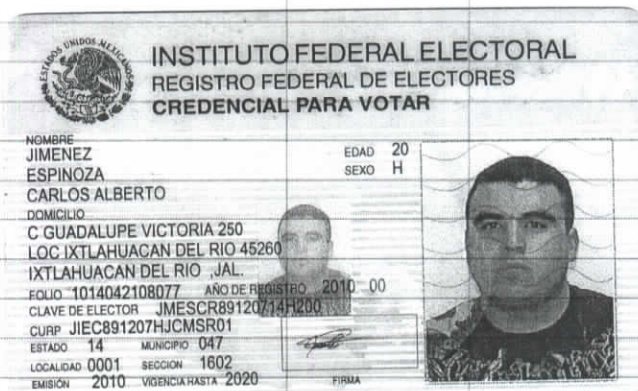 ESTADOS UNIDOS MEXICANOS
INSTITUTO FEDERAL ELECTORAL
REGISTRO FEDERAL DE ELECTORES
CREDENCIAL PARA VOTAR
NOMBRE
JIMENEZ
ESPINOZA
CARLOS ALBERTO
EDAD 20
SEXO H
DOMICILIO
C GUADALUPE VICTORIA 250
LOC IXTLAHUACAN DEL RIO 45260
IXTLAHUACAN DEL RIO ,JAL.
FOLIO 1014042108077 AÑO DE REGISTRO 2010 00
CLAVE DE ELECTOR JMESCR89120714H200
CURP JIEC891207HJCMSR01
ESTADO 14 MUNICIPIO 047
LOCALIDAD 0001 SECCION 1602
EMISIÓN 2010 VIGENCIA HASTA 2020 FIRMA